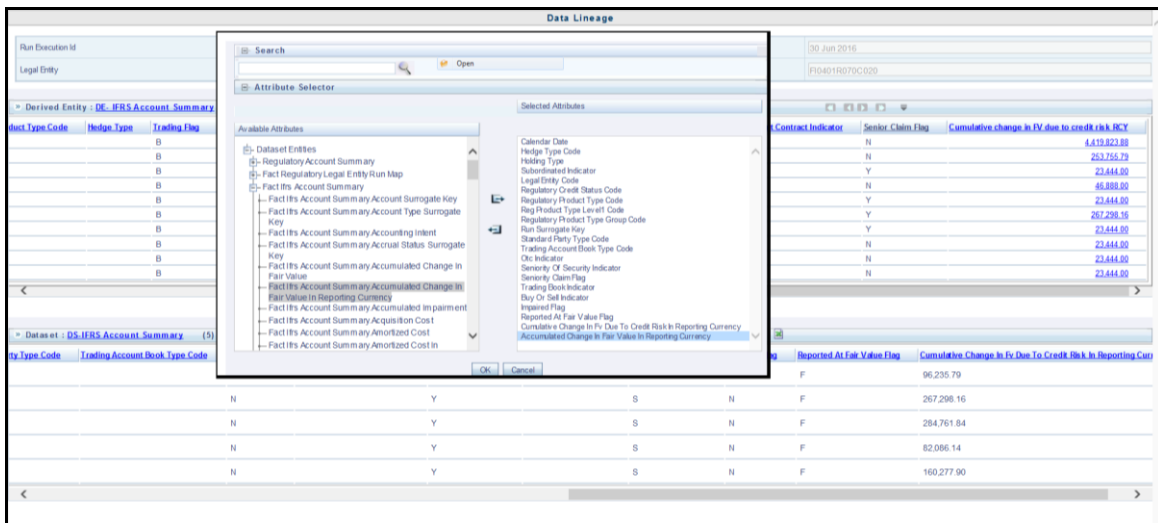 Data Lineage
Run Execution Id
30 Jun 2016
Legal Entity
FI0401R070C020
Search
Open
Attribute Selector
Selected Attributes
Available Attributes
Dataset Entities
Regulatory Account Summary
Fact Regulatory Legal Entity Run Map
Fact Ifrs Account Summary
Fact Ifrs Account Summary Account Surrogate Key
Fact Ifrs Account Summary Account Type Surrogate
Key
Fact Ifrs Account Summary Accounting Intent
Fact Ifrs Account Summary Accrual Status Surrogate
Key
Fact Ifrs Account Summary Accumulated Change In
Fair Value
Fact Ifrs Account Summary Accumulated Change In
Fair Value In Reporting Currency
Fact Ifrs Account Summary Accumulated Impairment
Fact Ifrs Account Summary Acquisition Cost
Fact Ifrs Account Summary Amortized Cost
Fact Ifrs Account Summary Amortized Cost In
Calendar Date
Hedge Type Code
Holding Type
Subordinated Indicator
Legal Entity Code
Regulatory Credit Status Code
Regulatory Product Type Code
Reg Product Type Level1 Code
Regulatory Product Type Group Code
Run Surrogate Key
Standard Party Type Code
Trading Account Book Type Code
Otc Indicator
Seniority Of Security Indicator
Seniority Claim Flag
Trading Book Indicator
Buy Or Sell Indicator
Impaired Flag
Reported At Fair Value Flag
Cumulative Change In Fv Due To Credit Risk In Reporting Currency
Accumulated Change In Fair Value In Reporting Currency
OK Cancel
Derived Entity : DE- IFRS Account Summary
duct Type Code Hedge Type Trading Flag t Contract Indicator Senior Claim Flag Cumulative change in FV due to credit risk RCY
B N 4,419,823.88
B N 253,755.79
B Y 23,444.00
B N 46,888.00
B Y 23,444.00
B Y 267,298.16
B Y 23,444.00
B N 23,444.00
B N 23,444.00
B N 23,444.00
Dataset : DS-IFRS Account Summary (5)
ty Type Code Trading Account Book Type Code g Reported At Fair Value Flag Cumulative Change In Fv Due To Credit Risk In Reporting Curr
F 96,235.79
N Y S N F 267,298.16
N Y S N F 284,761.84
N Y S N F 82,086.14
N Y S N F 160,277.90